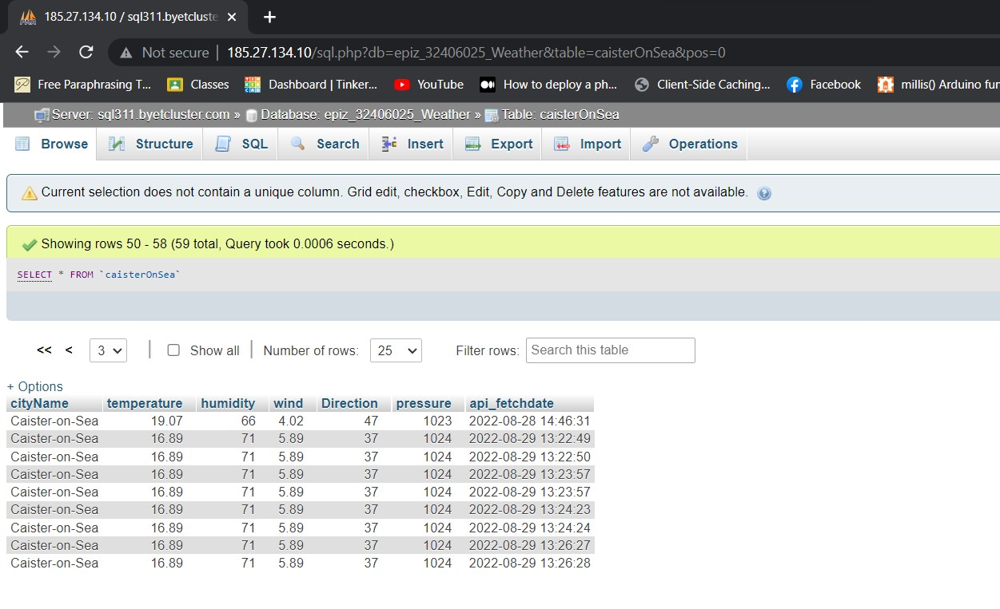 185.27.134.10 / sql311.byetcluste
Not secure 185.27.134.10/sql.php?db=epiz_32406025_Weather&table=caisterOnSea&pos=0
Free Paraphrasing T... Classes Dashboard | Tinker... YouTube How to deploy a ph... Client-Side Caching... Facebook millis() Arduino fun
Server: sql311.byetcluster.com » Database: epiz_32406025_Weather » Table: caisterOnSea
Browse Structure SQL Search Insert Export Import Operations
Current selection does not contain a unique column. Grid edit, checkbox, Edit, Copy and Delete features are not available.
Showing rows 50 - 58 (59 total, Query took 0.0006 seconds.)
SELECT * FROM `caisterOnSea`
<< < 3 | Show all | Number of rows: 25 Filter rows: Search this table
+ Options
cityName temperature humidity wind Direction pressure api_fetchdate
Caister-on-Sea 19.07 66 4.02 47 1023 2022-08-28 14:46:31
Caister-on-Sea 16.89 71 5.89 37 1024 2022-08-29 13:22:49
Caister-on-Sea 16.89 71 5.89 37 1024 2022-08-29 13:22:50
Caister-on-Sea 16.89 71 5.89 37 1024 2022-08-29 13:23:57
Caister-on-Sea 16.89 71 5.89 37 1024 2022-08-29 13:23:57
Caister-on-Sea 16.89 71 5.89 37 1024 2022-08-29 13:24:23
Caister-on-Sea 16.89 71 5.89 37 1024 2022-08-29 13:24:24
Caister-on-Sea 16.89 71 5.89 37 1024 2022-08-29 13:26:27
Caister-on-Sea 16.89 71 5.89 37 1024 2022-08-29 13:26:28